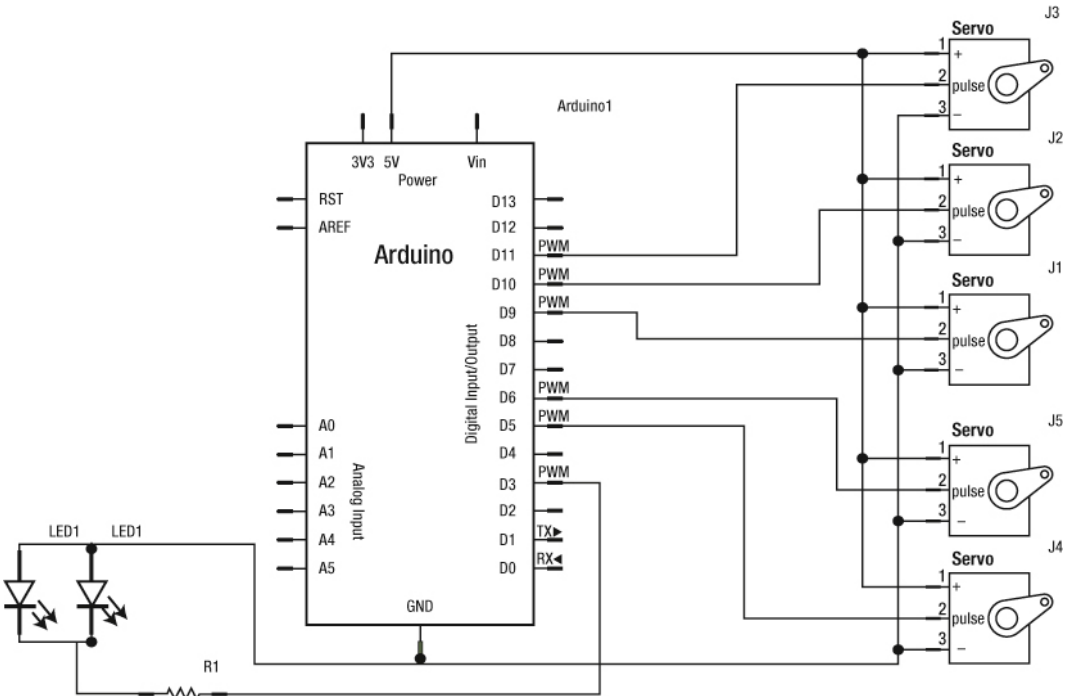 J3
Servo
1
+
2
pulse
3
−
Arduino1
J2
Servo
1
+
2
pulse
3
−
3V3 5V Vin
Power
RST
AREF
Arduino
D13
D12
D11 PWM
D10 PWM
D9 PWM
D8
D7
D6 PWM
D5 PWM
D4
D3 PWM
D2
D1 TX
D0 RX
Digital Input/Output
A0
A1
A2
A3
A4
A5
Analog Input
GND
J1
Servo
1
+
2
pulse
3
−
J5
Servo
1
+
2
pulse
3
−
J4
Servo
1
+
2
pulse
3
−
LED1 LED1
R1